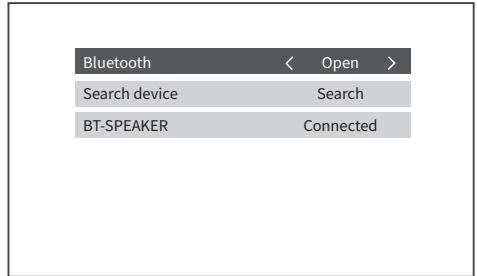 Bluetooth < Open >
Search device Search
BT-SPEAKER Connected